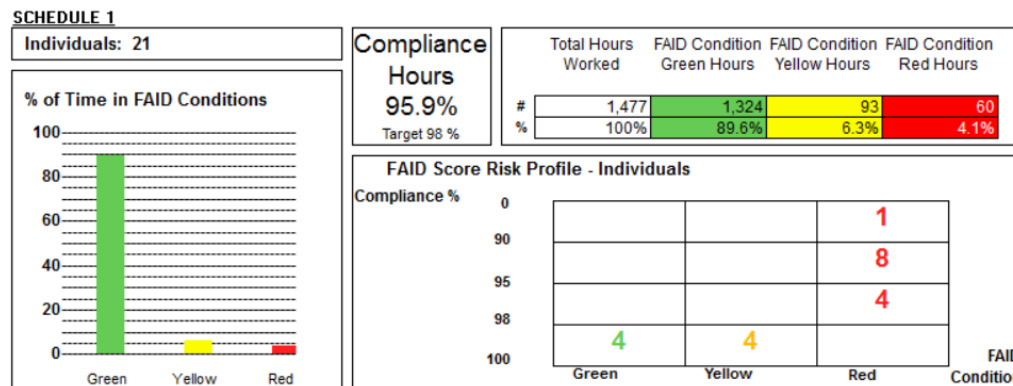 SCHEDULE 1
Individuals: 21
% of Time in FAID Conditions
100
80
60
40
20
0
Green Yellow Red
Compliance
Hours
95.9%
Target 98 %
Total Hours FAID Condition FAID Condition FAID Condition
Worked Green Hours Yellow Hours Red Hours
# 1,477 1,324 93 60
% 100% 89.6% 6.3% 4.1%
FAID Score Risk Profile - Individuals
Compliance %
0
1
90
8
95
4
98
4 4
100
Green Yellow Red
FAID
Condition